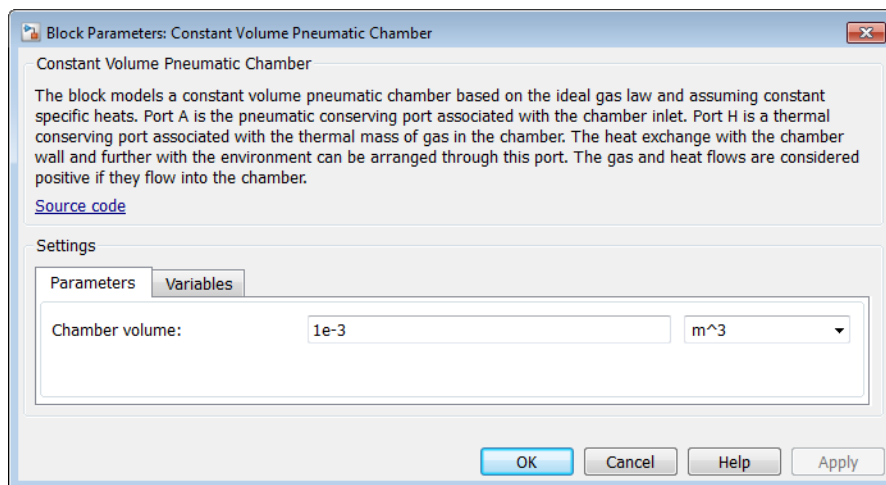 Block Parameters: Constant Volume Pneumatic Chamber
Constant Volume Pneumatic Chamber
The block models a constant volume pneumatic chamber based on the ideal gas law and assuming constant
specific heats. Port A is the pneumatic conserving port associated with the chamber inlet. Port H is a thermal
conserving port associated with the thermal mass of gas in the chamber. The heat exchange with the chamber
wall and further with the environment can be arranged through this port. The gas and heat flows are considered
positive if they flow into the chamber.
Source code
Settings
Parameters Variables
Chamber volume: 1e-3 m^3
OK Cancel Help Apply